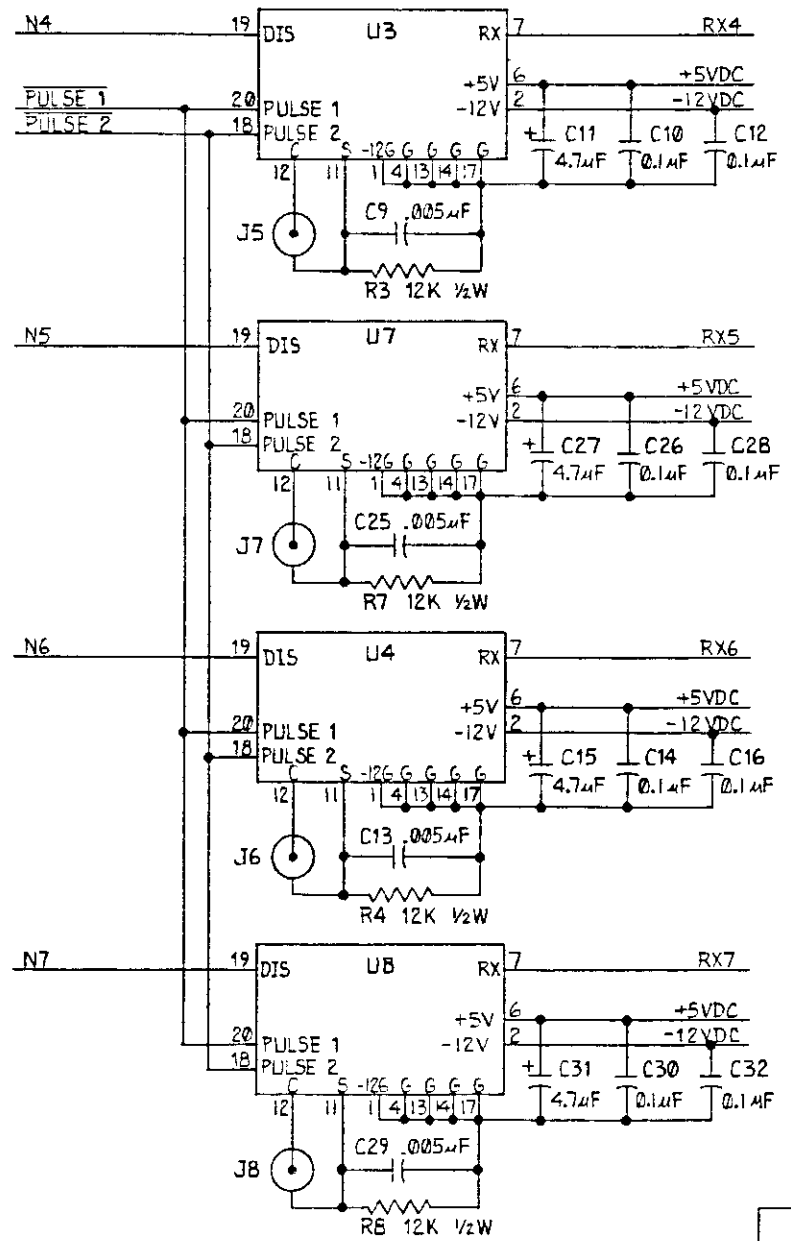 N4 19 DIS U3 RX 7 RX4
+5V 6 +5VDC
PULSE 1 20 PULSE 1 -12V 2 -12VDC
PULSE 2 18 PULSE 2
C S -12G G G G G + C11 C10 C12
12 11 1 4 13 14 17 4.7µF 0.1µF 0.1µF
C9 .005µF
J5
R3 12K ½W
N5 19 DIS U7 RX 7 RX5
+5V 6 +5VDC
20 PULSE 1 -12V 2 -12VDC
18 PULSE 2
C S -12G G G G G + C27 C26 C28
12 11 1 4 13 14 17 4.7µF 0.1µF 0.1µF
C25 .005µF
J7
R7 12K ½W
N6 19 DIS U4 RX 7 RX6
+5V 6 +5VDC
20 PULSE 1 -12V 2 -12VDC
18 PULSE 2
C S -12G G G G G + C15 C14 C16
12 11 1 4 13 14 17 4.7µF 0.1µF 0.1µF
C13 .005µF
J6
R4 12K ½W
N7 19 DIS U8 RX 7 RX7
+5V 6 +5VDC
20 PULSE 1 -12V 2 -12VDC
18 PULSE 2
C S -12G G G G G + C31 C30 C32
12 11 1 4 13 14 17 4.7µF 0.1µF 0.1µF
C29 .005µF
J8
R8 12K ½W